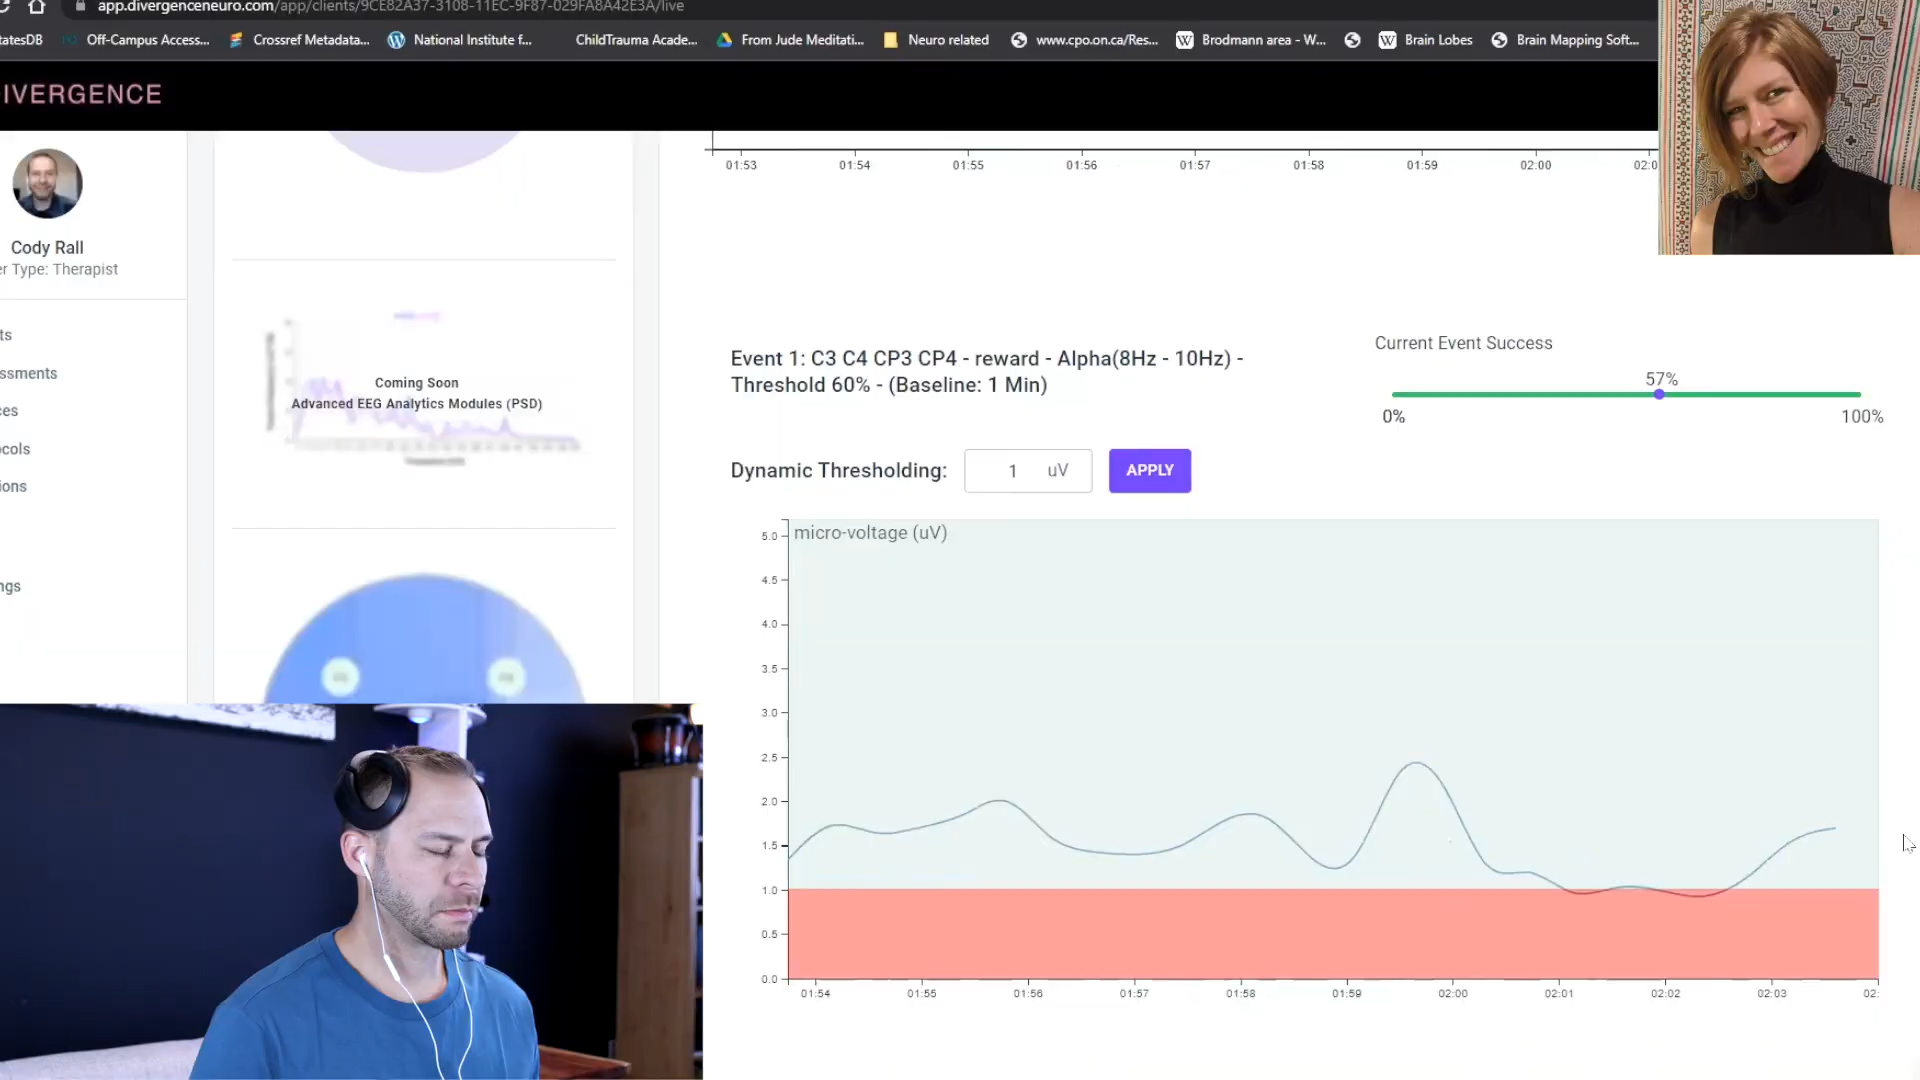 app.divergenceneuro.com/app/clients/9CE82A37-3108-11EC-9F87-029FA8A42E3A/live
tatesDB Off-Campus Access... Crossref Metadata... National Institute f... ChildTrauma Acade... From Jude Meditati... Neuro related www.cpo.on.ca/Res... Brodmann area - W... Brain Lobes Brain Mapping Soft...
IVERGENCE
01:53 01:54 01:55 01:56 01:57 01:58 01:59 02:00 02:0
Cody Rall
er Type: Therapist
ts
ssments
ces
ocols
ions
ngs
Coming Soon
Advanced EEG Analytics Modules (PSD)
Event 1: C3 C4 CP3 CP4 - reward - Alpha(8Hz - 10Hz) -
Threshold 60% - (Baseline: 1 Min)
Current Event Success
57%
0% 100%
Dynamic Thresholding: 1 uV APPLY
micro-voltage (uV)
5.0
4.5
4.0
3.5
3.0
2.5
2.0
1.5
1.0
0.5
0.0
01:54 01:55 01:56 01:57 01:58 01:59 02:00 02:01 02:02 02:03 02: